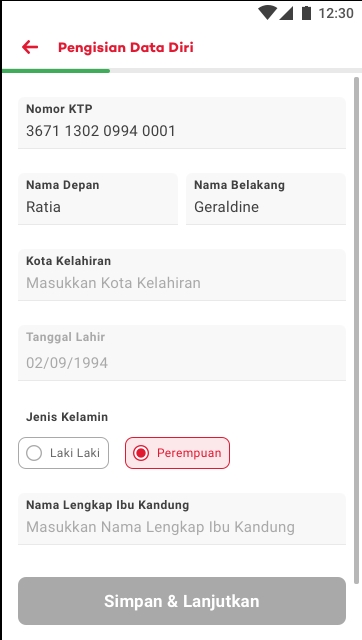 12:30
Pengisian Data Diri
Nomor KTP
3671 1302 0994 0001
Nama Depan
Ratia
Nama Belakang
Geraldine
Kota Kelahiran
Masukkan Kota Kelahiran
Tanggal Lahir
02/09/1994
Jenis Kelamin
Laki Laki
Perempuan
Nama Lengkap Ibu Kandung
Masukkan Nama Lengkap Ibu Kandung
Simpan & Lanjutkan